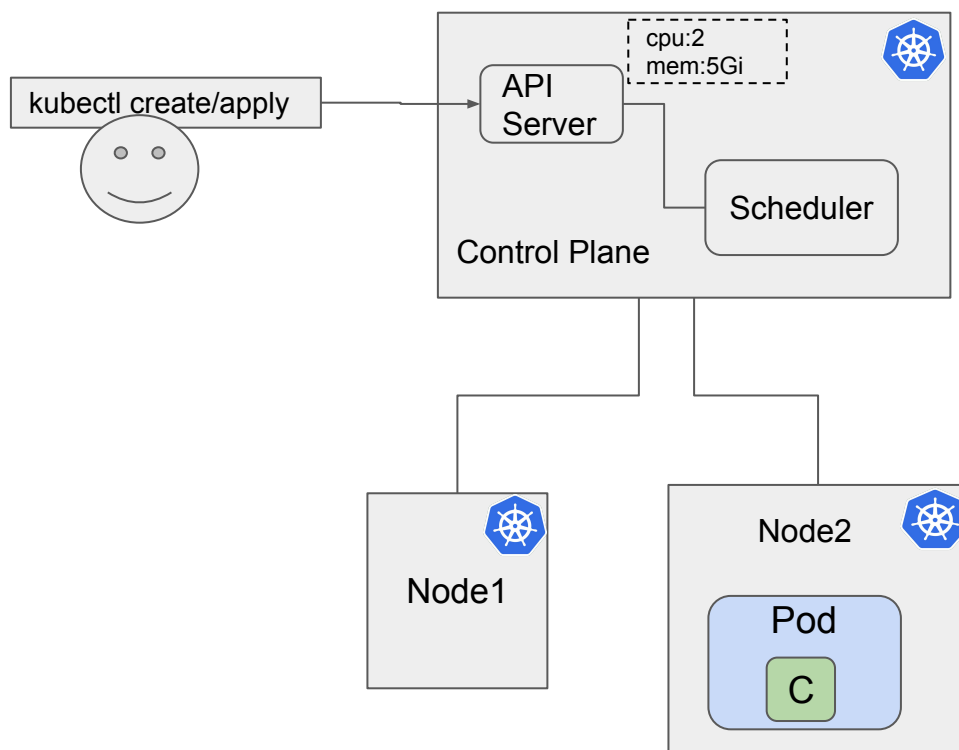 cpu:2
mem:5Gi
kubectl create/apply
API
Server
Scheduler
Control Plane
Node1
Node2
Pod
C